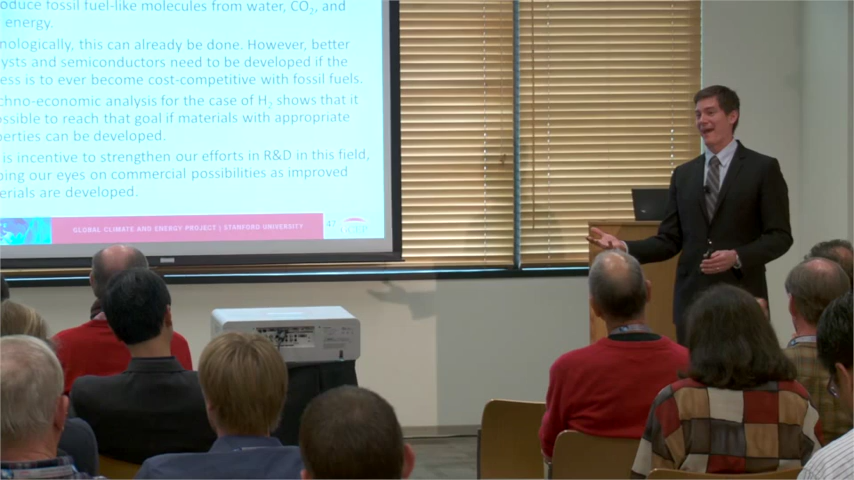 oduce fossil fuel-like molecules from water, CO₂, and
energy.
nologically, this can already be done. However, better
ysts and semiconductors need to be developed if the
ess is to ever become cost-competitive with fossil fuels.
chno-economic analysis for the case of H₂ shows that it
ossible to reach that goal if materials with appropriate
perties can be developed.
is incentive to strengthen our efforts in R&D in this field,
ping our eyes on commercial possibilities as improved
terials are developed.
GLOBAL CLIMATE AND ENERGY PROJECT | STANFORD UNIVERSITY
47